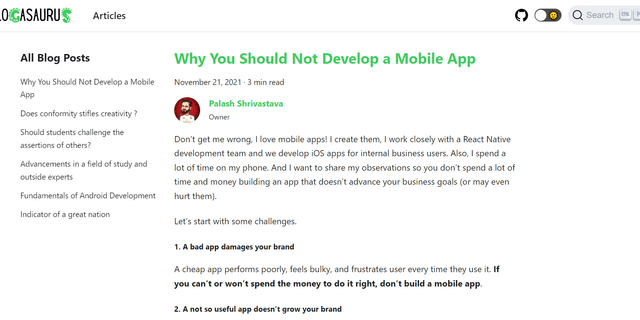 LOGASAURUS Articles Search
All Blog Posts
Why You Should Not Develop a Mobile
App
Does conformity stifles creativity ?
Should students challenge the
assertions of others?
Advancements in a field of study and
outside experts
Fundamentals of Android Development
Indicator of a great nation
Why You Should Not Develop a Mobile App
November 21, 2021 · 3 min read
Palash Shrivastava
Owner
Don't get me wrong, I love mobile apps! I create them, I work closely with a React Native
development team and we develop iOS apps for internal business users. Also, I spend a
lot of time on my phone. And I want to share my observations so you don't spend a lot of
time and money building an app that doesn't advance your business goals (or may even
hurt them).
Let's start with some challenges.
1. A bad app damages your brand
A cheap app performs poorly, feels bulky, and frustrates user every time they use it. If
you can't or won't spend the money to do it right, don't build a mobile app.
2. A not so useful app doesn't grow your brand